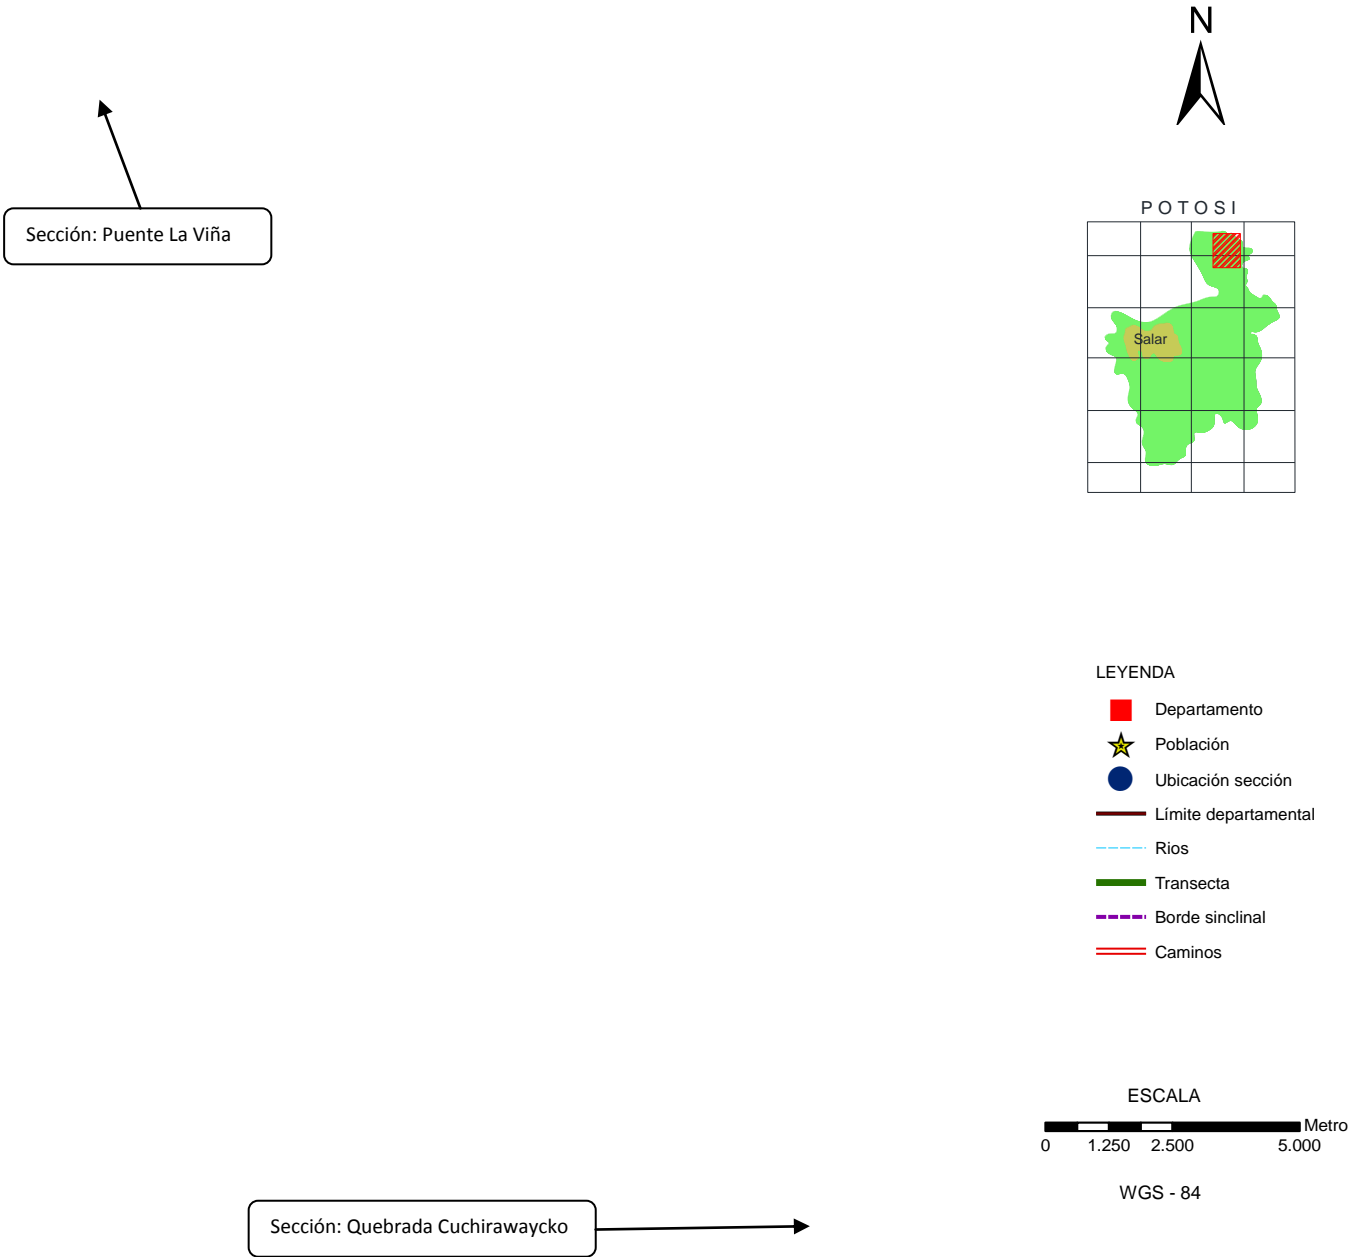 N
Sección: Puente La Viña
POTOSI
Salar
LEYENDA
Departamento
Población
Ubicación sección
Límite departamental
Rios
Transecta
Borde sinclinal
Caminos
ESCALA
Metro
0 1.250 2.500 5.000
WGS - 84
Sección: Quebrada Cuchirawaycko